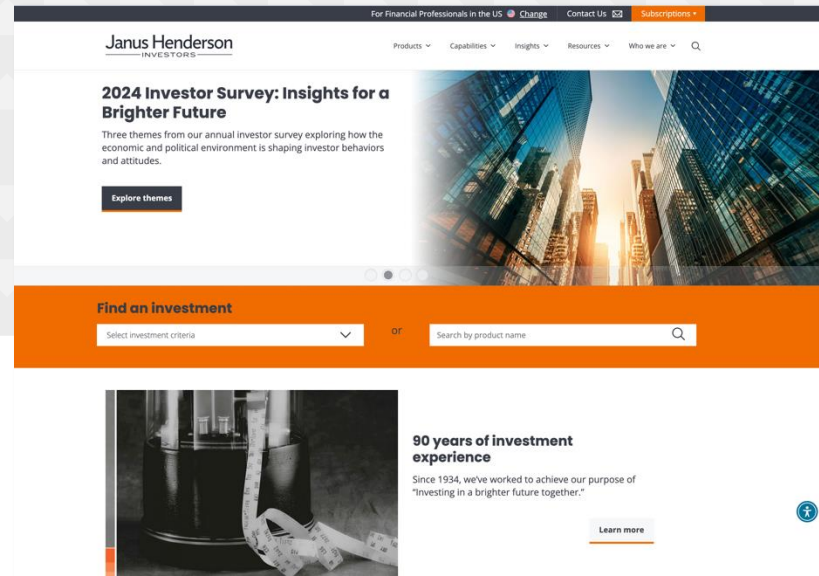 For Financial Professionals in the US Change Contact Us Subscriptions +
Janus Henderson
INVESTORS
Products Capabilities Insights Resources Who we are
2024 Investor Survey: Insights for a
Brighter Future
Three themes from our annual investor survey exploring how the
economic and political environment is shaping investor behaviors
and attitudes.
Explore themes
Find an investment
Select investment criteria or Search by product name
90 years of investment
experience
Since 1934, we’ve worked to achieve our purpose of
“Investing in a brighter future together.”
Learn more